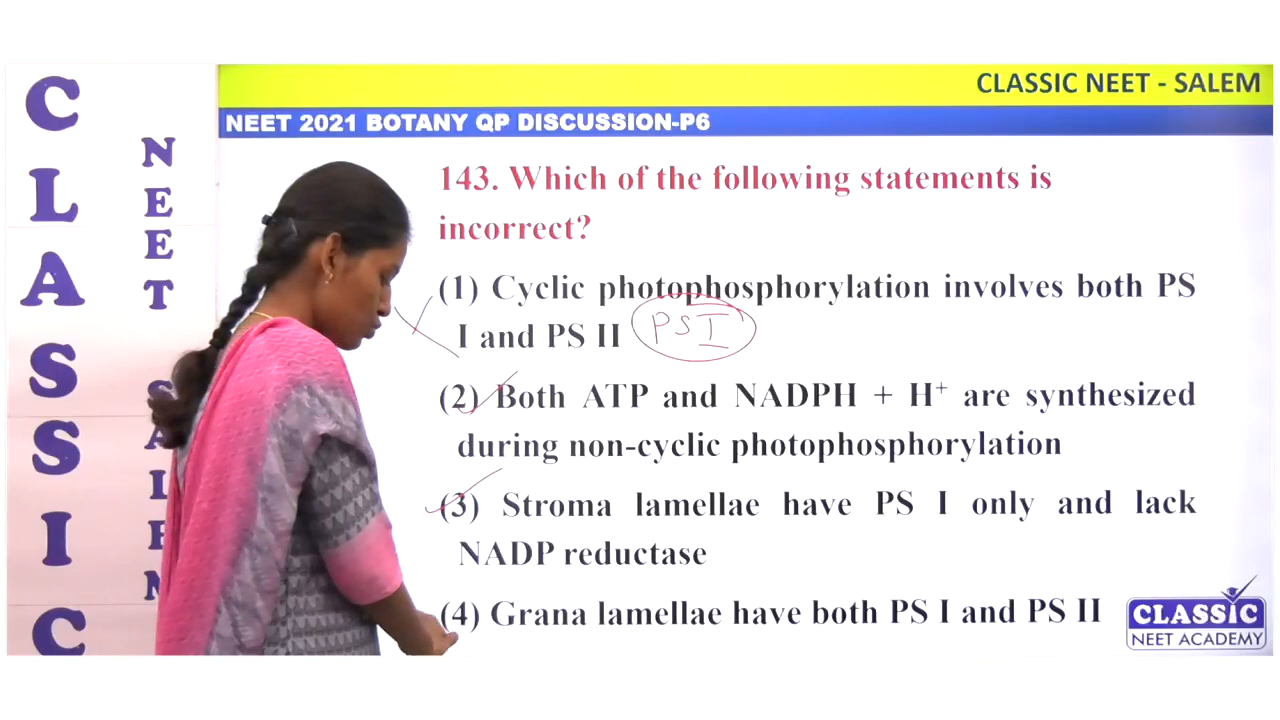 CLASSIC
NEET SALEM
CLASSIC NEET - SALEM
NEET 2021 BOTANY QP DISCUSSION-P6
143. Which of the following statements is
incorrect?
(1) Cyclic photophosphorylation involves both PS
I and PS II PSI
(2) Both ATP and NADPH + H⁺ are synthesized
during non-cyclic photophosphorylation
(3) Stroma lamellae have PS I only and lack
NADP reductase
(4) Grana lamellae have both PS I and PS II
CLASSIC
NEET ACADEMY